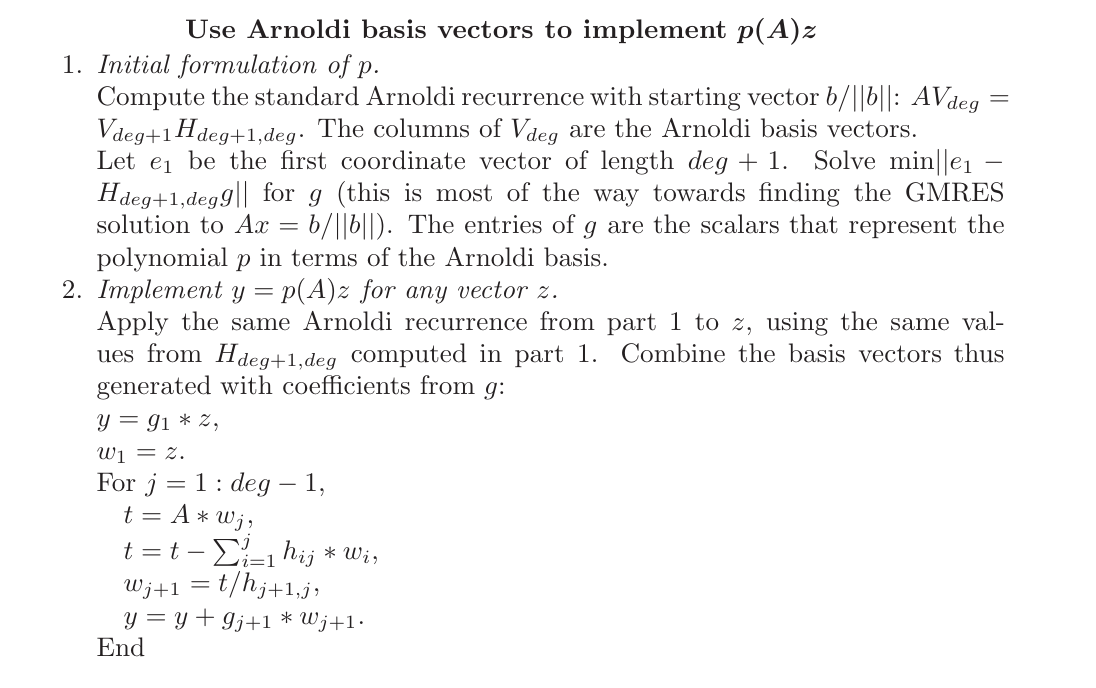 Use Arnoldi basis vectors to implement p(A)z
1. Initial formulation of p.
Compute the standard Arnoldi recurrence with starting vector b/||b||: AV_{deg} =
V_{deg+1}H_{deg+1,deg}. The columns of V_{deg} are the Arnoldi basis vectors.
Let e_1 be the first coordinate vector of length deg + 1. Solve min||e_1 −
H_{deg+1,deg}g|| for g (this is most of the way towards finding the GMRES
solution to Ax = b/||b||). The entries of g are the scalars that represent the
polynomial p in terms of the Arnoldi basis.
2. Implement y = p(A)z for any vector z.
Apply the same Arnoldi recurrence from part 1 to z, using the same val-
ues from H_{deg+1,deg} computed in part 1. Combine the basis vectors thus
generated with coefficients from g:
y = g_1 ∗ z,
w_1 = z.
For j = 1 : deg − 1,
t = A ∗ w_j,
t = t − ∑_{i=1}^{j} h_{ij} ∗ w_i,
w_{j+1} = t/h_{j+1,j},
y = y + g_{j+1} ∗ w_{j+1}.
End